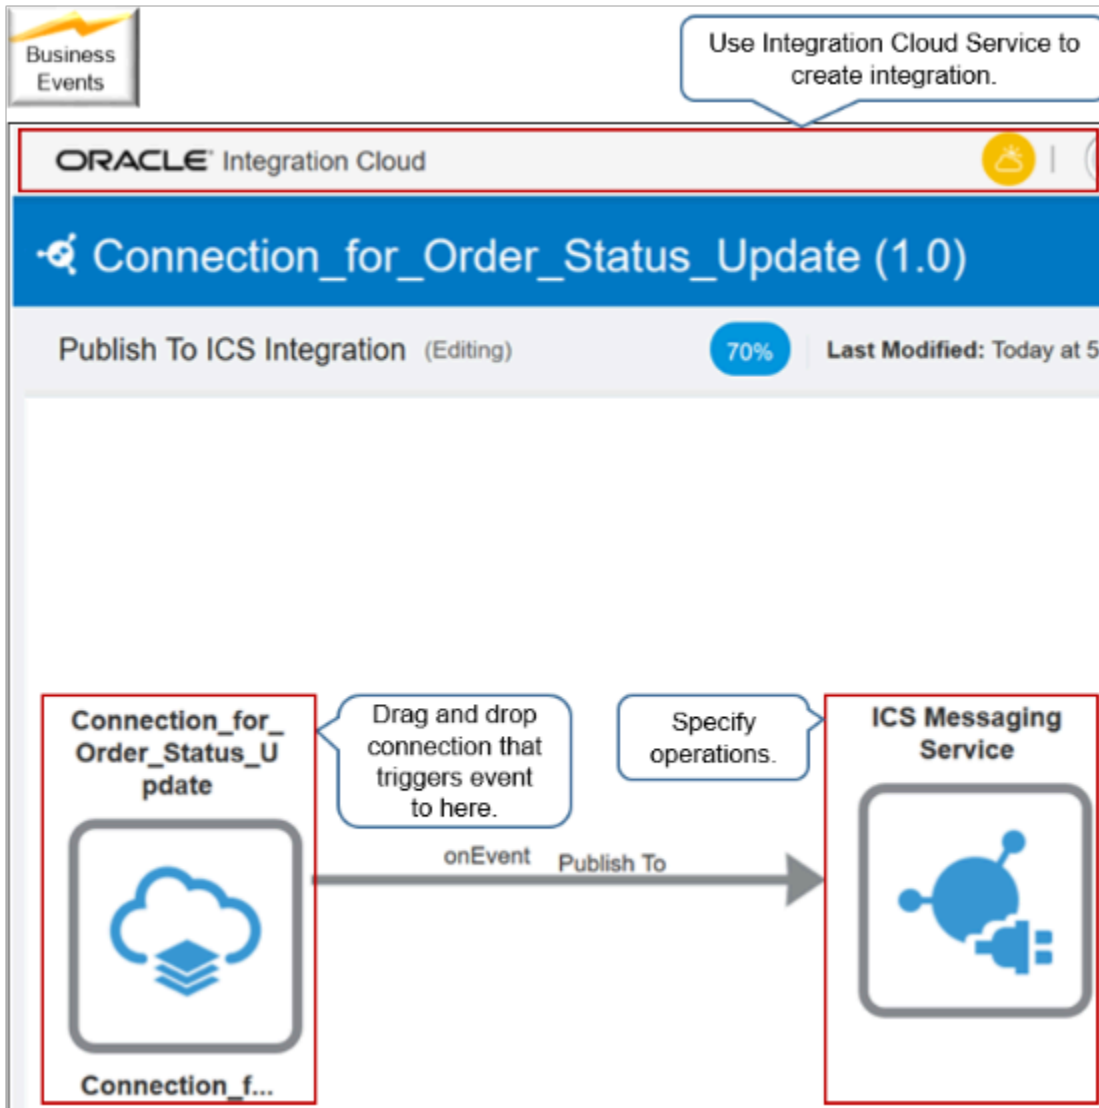 Business
Events
Use Integration Cloud Service to
create integration.
ORACLE Integration Cloud
Connection_for_Order_Status_Update (1.0)
Publish To ICS Integration (Editing)
70%
Last Modified: Today at 5
Connection_for_
Order_Status_U
pdate
Drag and drop
connection that
triggers event
to here.
Specify
operations.
ICS Messaging
Service
onEvent
Publish To
Connection_f...